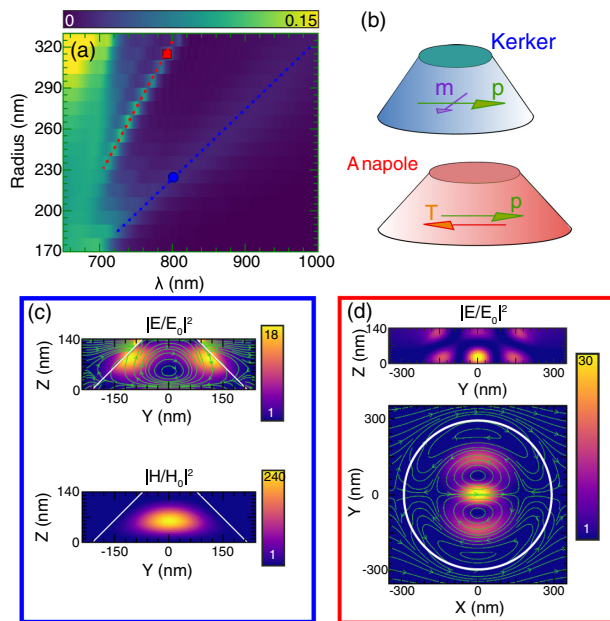 0 0.15
(a)
320
290
260
230
200
170
Radius (nm)
700 800 900 1000
λ (nm)
(b)
Kerker
m p
Anapole
T p
(c)
|E/E₀|²
140
0
Z (nm)
-150 0 150
Y (nm)
18
1
|H/H₀|²
140
0
Z (nm)
-150 0 150
Y (nm)
240
1
(d)
|E/E₀|²
140
0
Z (nm)
-300 0 300
Y (nm)
30
1
300
0
-300
Y (nm)
-300 0 300
X (nm)